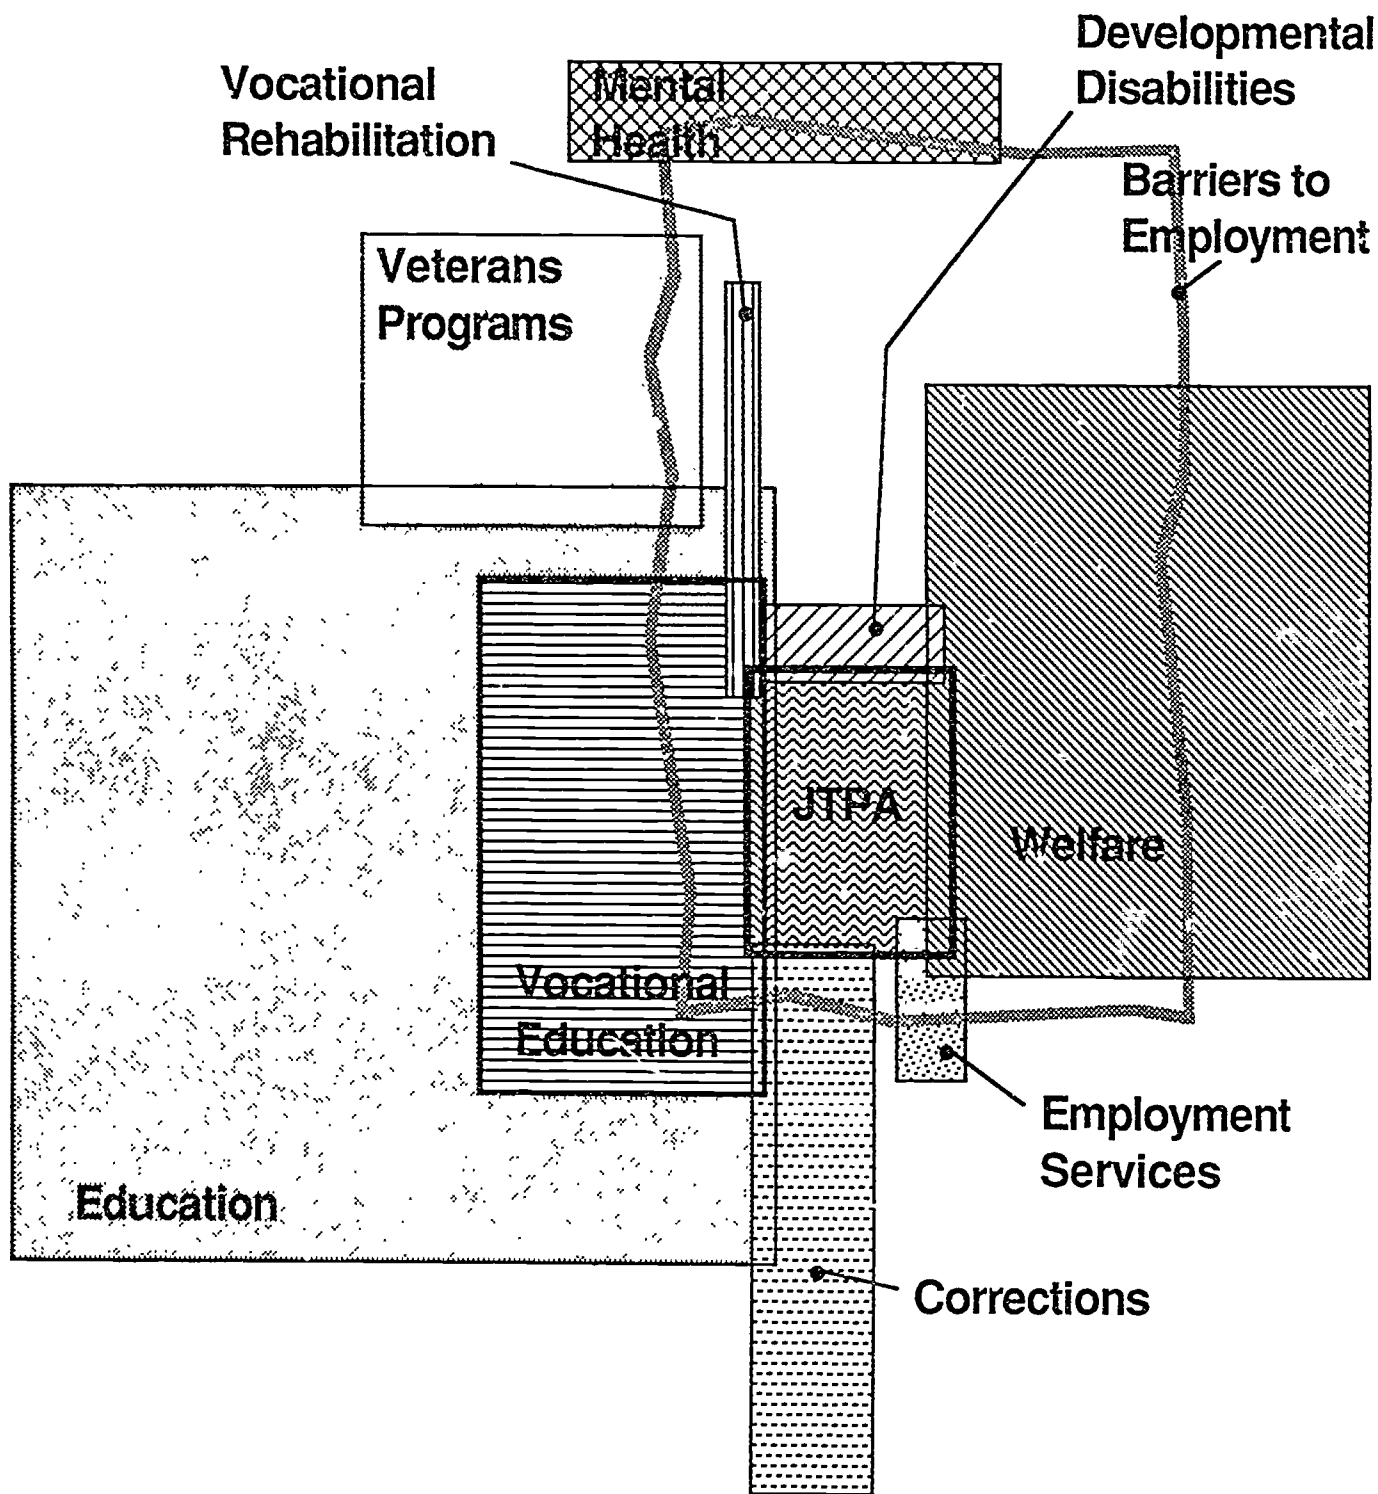 Developmental
Disabilities
Vocational
Rehabilitation
Mental
Health
Barriers to
Employment
Veterans
Programs
JTPA
Welfare
Vocational
Education
Employment
Services
Education
Corrections